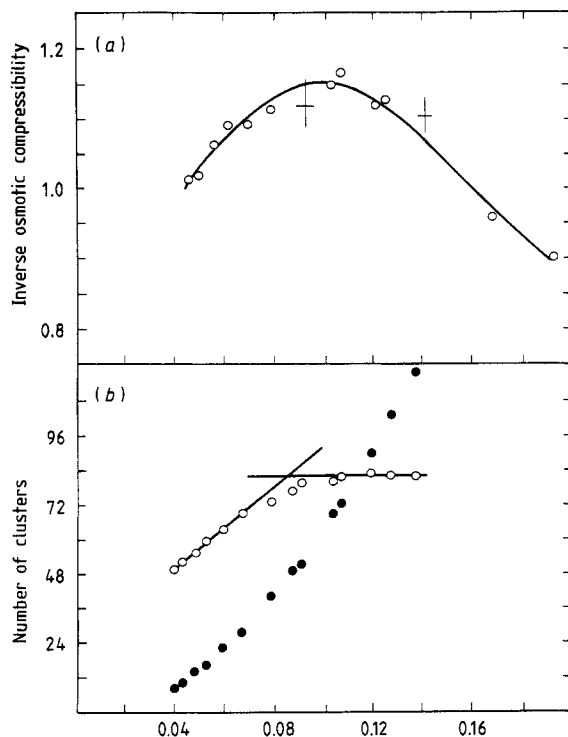 (a)
Inverse osmotic compressibility
1.2
1.0
0.8
(b)
Number of clusters
96
72
48
24
0.04 0.08 0.12 0.16